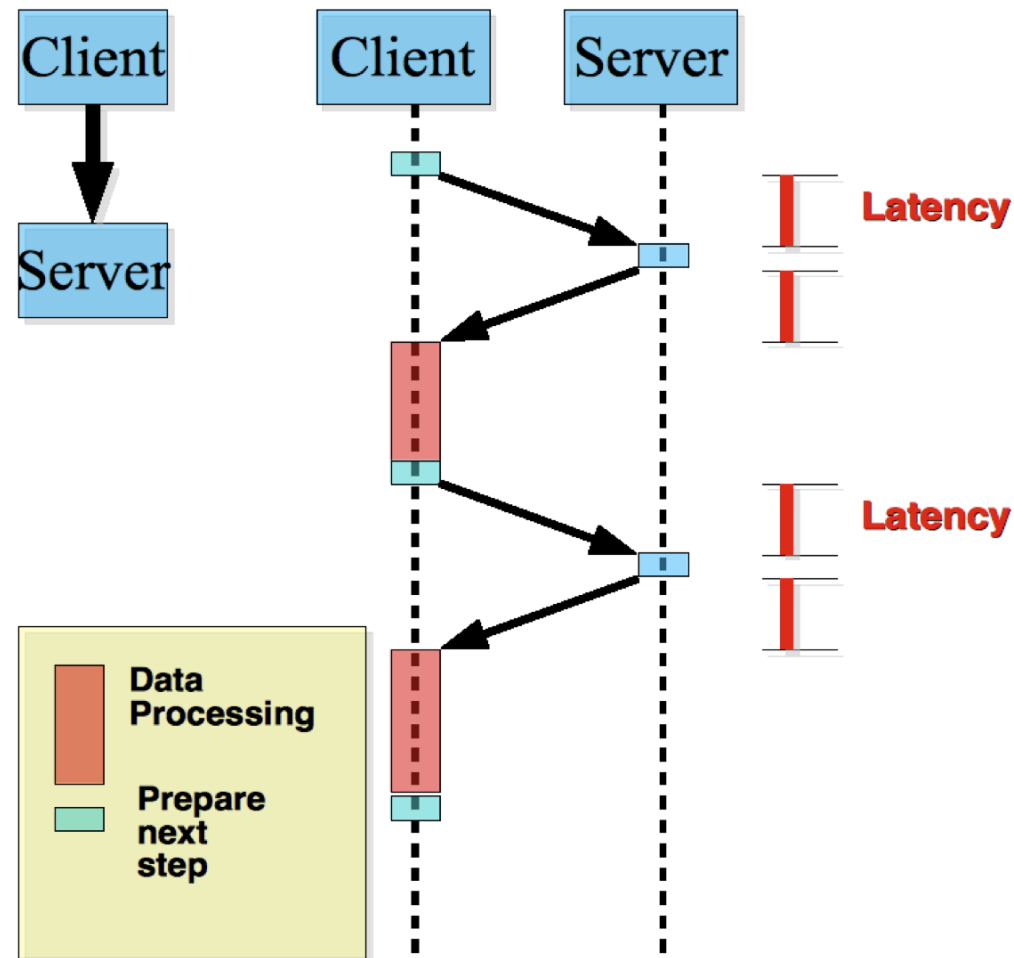 Client
Server
Client
Server
Latency
Latency
Data
Processing
Prepare
next
step